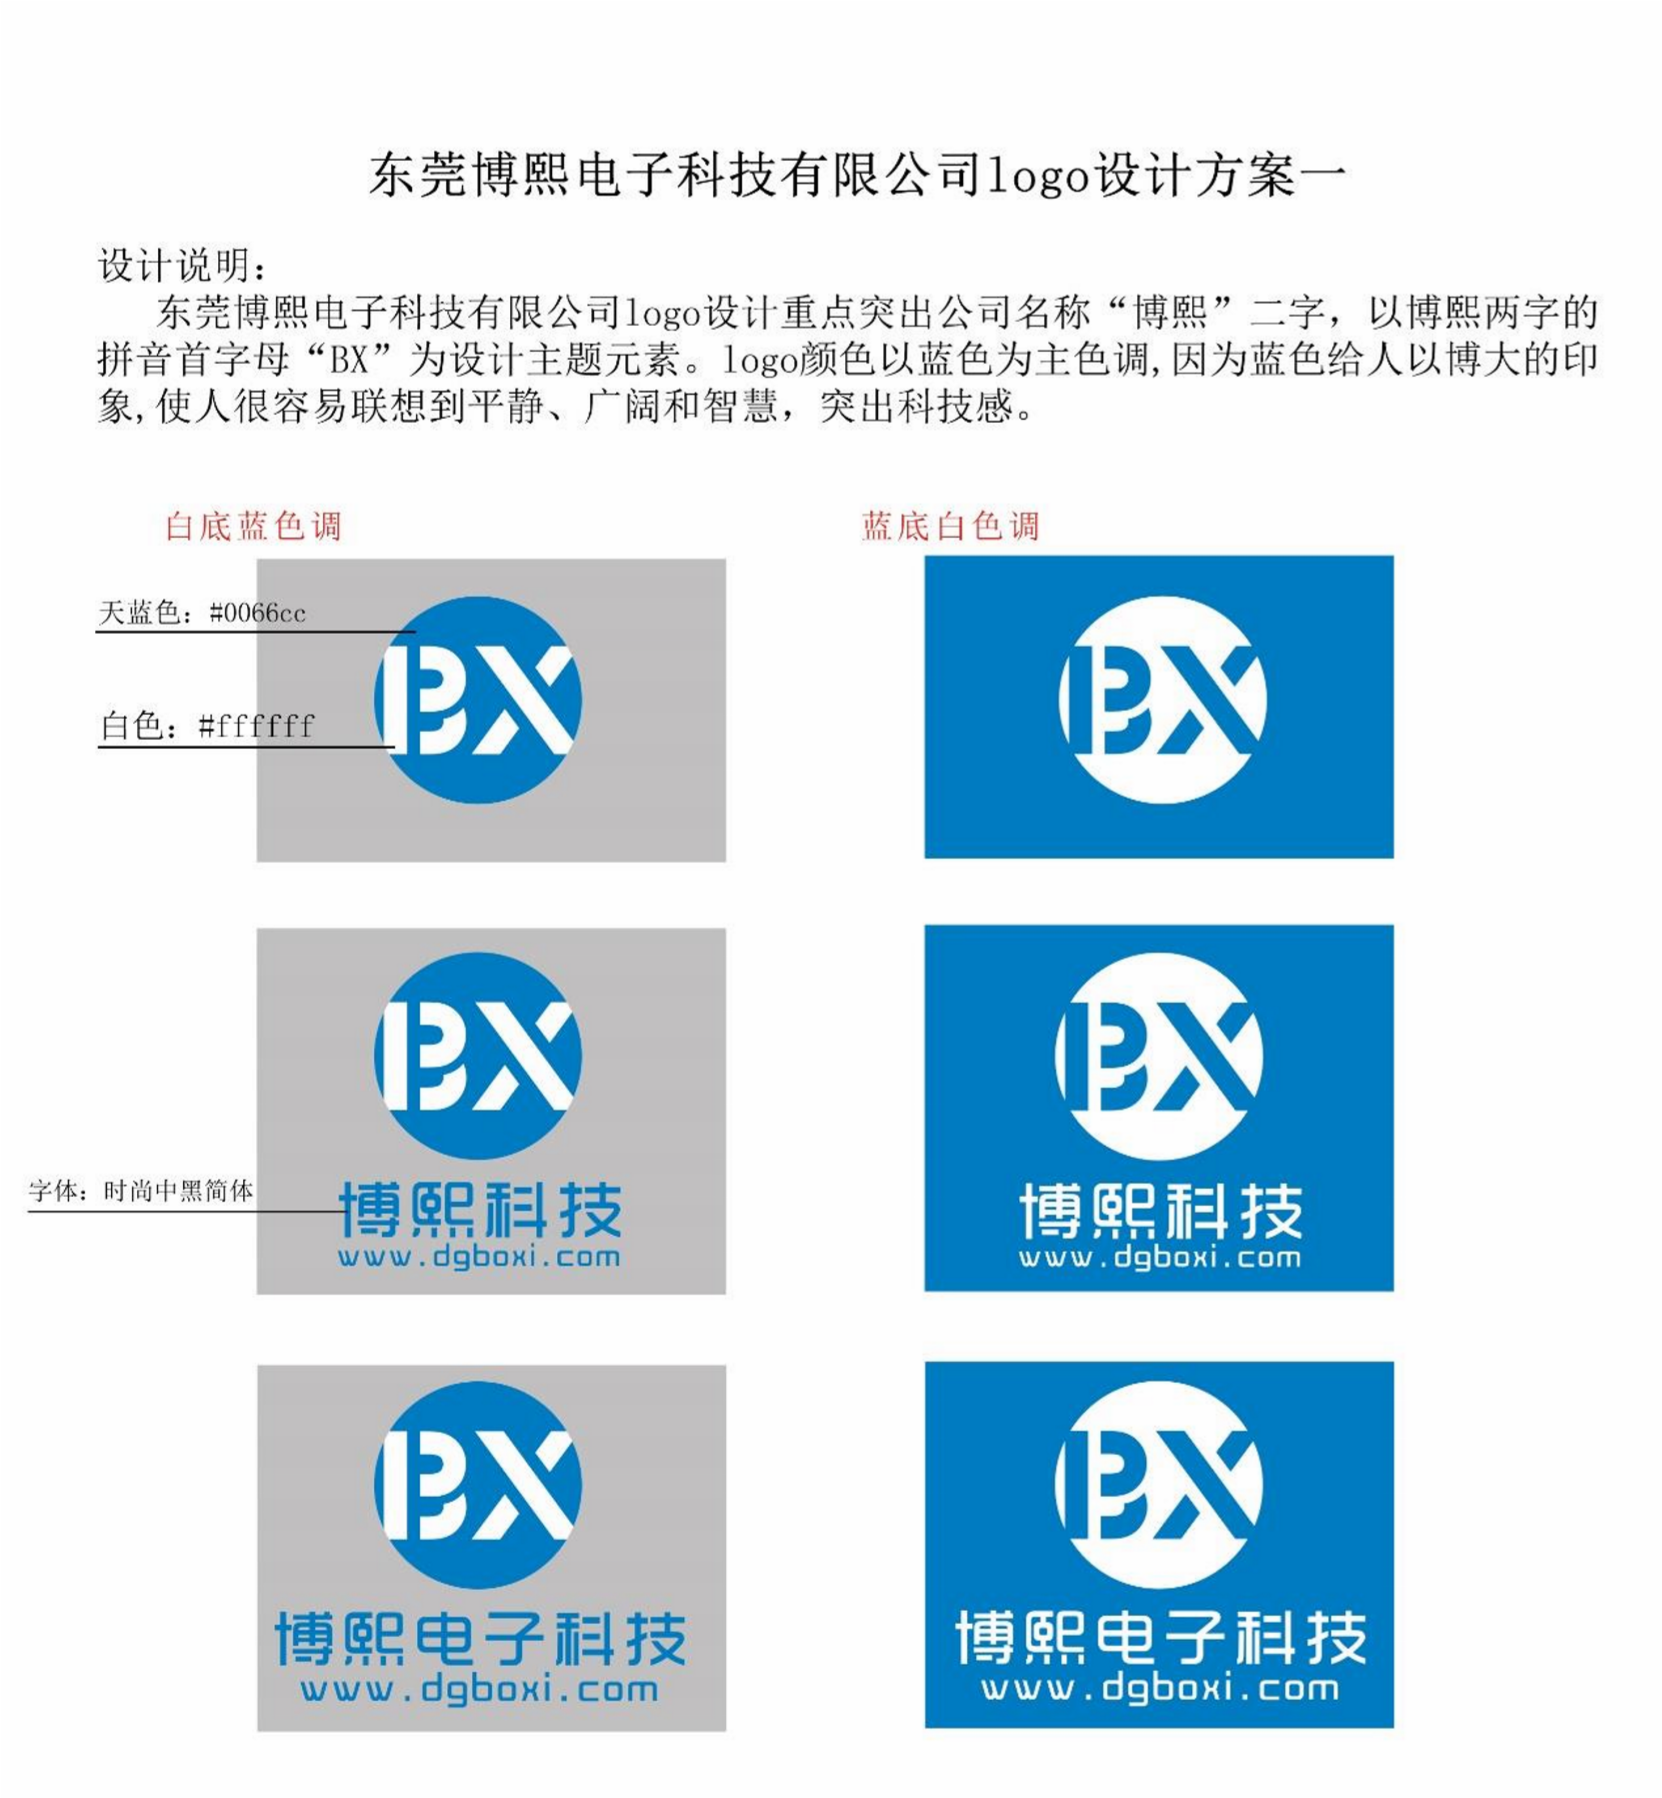 东莞博熙电子科技有限公司logo设计方案一
设计说明：
东莞博熙电子科技有限公司logo设计重点突出公司名称“博熙”二字，以博熙两字的
拼音首字母“BX”为设计主题元素。logo颜色以蓝色为主色调,因为蓝色给人以博大的印
象,使人很容易联想到平静、广阔和智慧，突出科技感。
白底蓝色调
蓝底白色调
天蓝色：#0066cc
白色：#ffffff
BX
BX
BX
BX
字体：时尚中黑简体
博熙科技
www.dgboxi.com
博熙科技
www.dgboxi.com
BX
BX
博熙电子科技
www.dgboxi.com
博熙电子科技
www.dgboxi.com